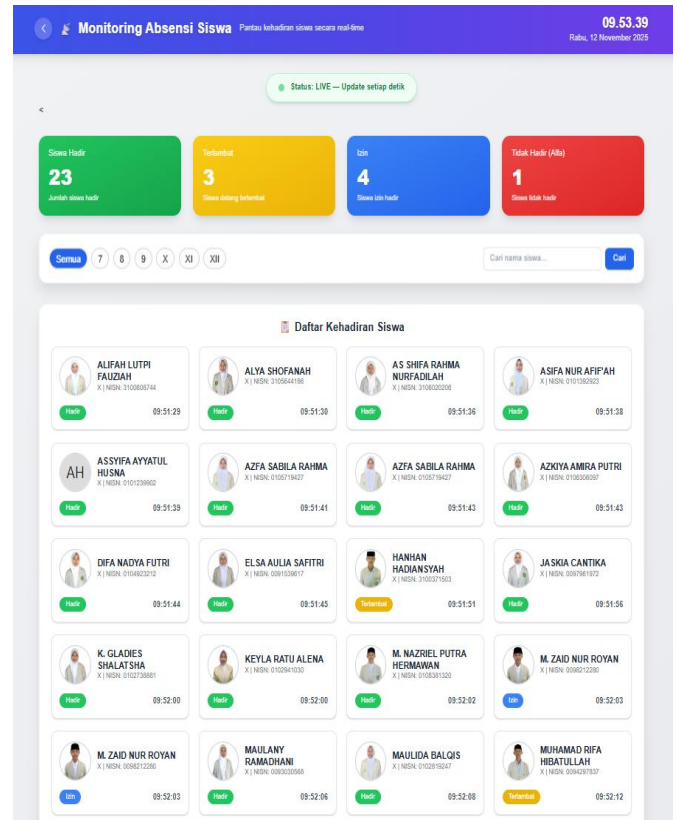 Monitoring Absensi Siswa Pantau kehadiran siswa secara real-time
09.53.39
Rabu, 12 November 2025
Status: LIVE — Update setiap detik
<
Siswa Hadir
23
Jumlah siswa hadir
Terlambat
3
Siswa datang terlambat
Izin
4
Siswa izin hadir
Tidak Hadir (Alfa)
1
Siswa tidak hadir
Semua 7 8 9 X XI XII
Cari nama siswa... Cari
Daftar Kehadiran Siswa
ALIFAH LUTPI
FAUZIAH
X | NISN: 3100806744
Hadir 09:51:29
ALYA SHOFANAH
X | NISN: 3105644186
Hadir 09:51:30
AS SHIFA RAHMA
NURFADILAH
X | NISN: 3108020206
Hadir 09:51:36
ASIFA NUR AFIF'AH
X | NISN: 0101392923
Hadir 09:51:38
AH
ASSYIFA AYYATUL
HUSNA
X | NISN: 0101239902
Hadir 09:51:39
AZFA SABILA RAHMA
X | NISN: 0105719427
Hadir 09:51:41
AZFA SABILA RAHMA
X | NISN: 0105719427
Hadir 09:51:43
AZKIYA AMIRA PUTRI
X | NISN: 0106306097
Hadir 09:51:43
DIFA NADYA FUTRI
X | NISN: 0104923212
Hadir 09:51:44
ELSA AULIA SAFITRI
X | NISN: 0091539617
Hadir 09:51:45
HANHAN
HADIANSYAH
X | NISN: 3100371503
Terlambat 09:51:51
JASKIA CANTIKA
X | NISN: 0097961972
Hadir 09:51:56
K. GLADIES
SHALATSHA
X | NISN: 0102738881
Hadir 09:52:00
KEYLA RATU ALENA
X | NISN: 0102941030
Hadir 09:52:00
M. NAZRIEL PUTRA
HERMAWAN
X | NISN: 0108381320
Hadir 09:52:02
M. ZAID NUR ROYAN
X | NISN: 0098212280
Izin 09:52:03
M. ZAID NUR ROYAN
X | NISN: 0098212280
Izin 09:52:03
MAULANY
RAMADHANI
X | NISN: 0093030568
Hadir 09:52:06
MAULIDA BALQIS
X | NISN: 0102819247
Hadir 09:52:08
MUHAMAD RIFA
HIBATULLAH
X | NISN: 0094297837
Terlambat 09:52:12